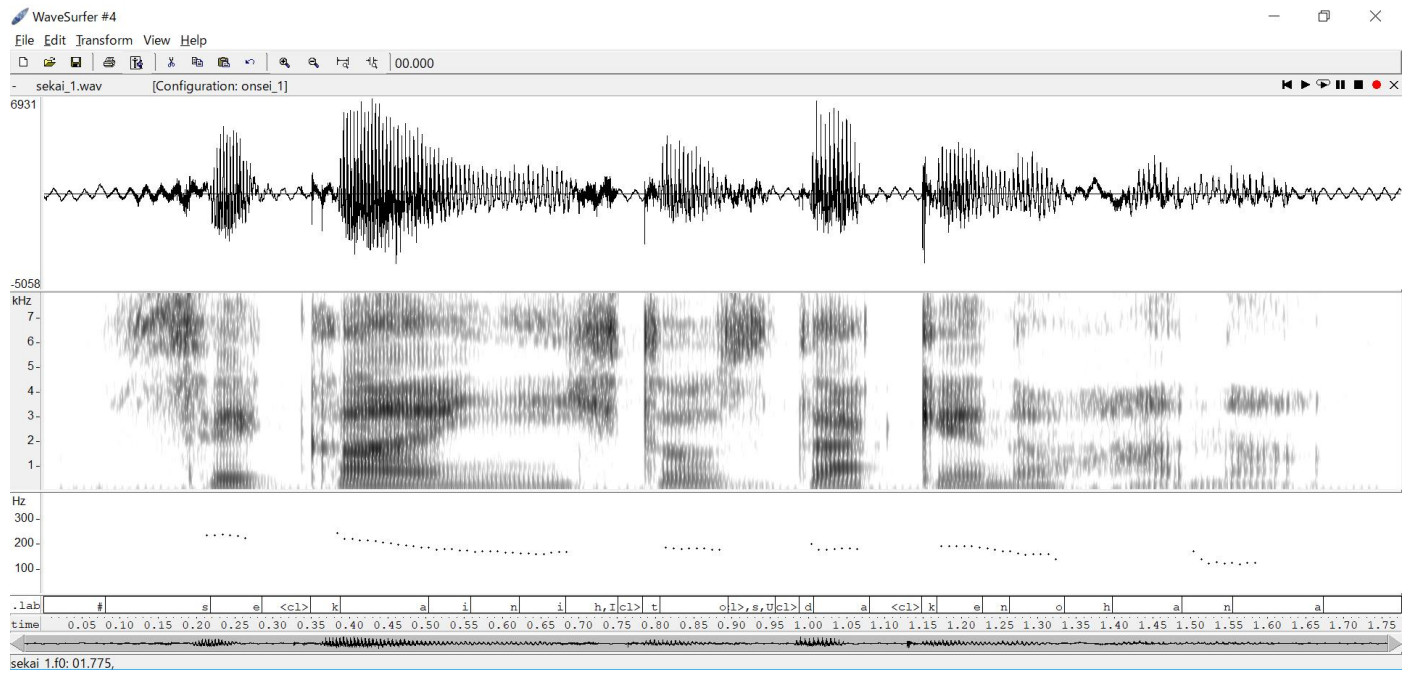 WaveSurfer #4
File Edit Transform View Help
00.000
- sekai_1.wav [Configuration: onsei_1]
6931
-5058
kHz
7
6
5
4
3
2
1
Hz
300
200
100
.lab # s e <cl> k a i n i h,I cl> t o l>,s,U cl> d a <cl> k e n o h a n a
time 0.05 0.10 0.15 0.20 0.25 0.30 0.35 0.40 0.45 0.50 0.55 0.60 0.65 0.70 0.75 0.80 0.85 0.90 0.95 1.00 1.05 1.10 1.15 1.20 1.25 1.30 1.35 1.40 1.45 1.50 1.55 1.60 1.65 1.70 1.75
sekai 1.f0: 01.775,